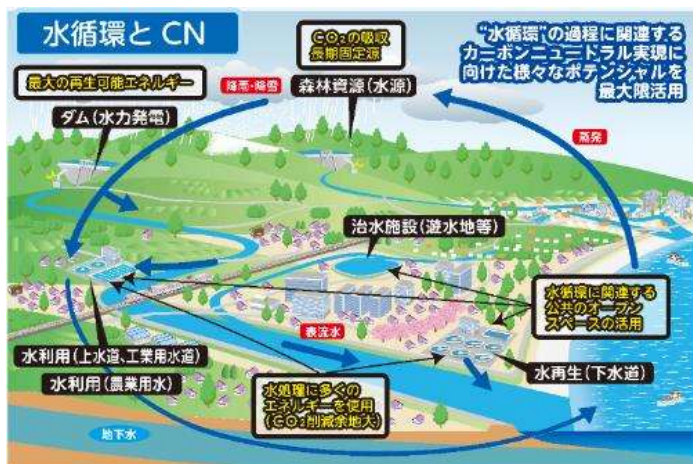 水循環とCN
CO₂の吸収
長期固定源
"水循環"の過程に関連する
カーボンニュートラル実現に
向けた様々なポテンシャルを
最大限活用
最大の再生可能エネルギー
降雨・降雪
森林資源(水源)
ダム(水力発電)
蒸発
治水施設(遊水地等)
水循環に関連する
公共のオープン
スペースの活用
表流水
水利用(上水道、工業用水道)
水利用(農業用水)
水再生(下水道)
水処理に多くの
エネルギーを使用
(CO₂削減余地大)
地下水